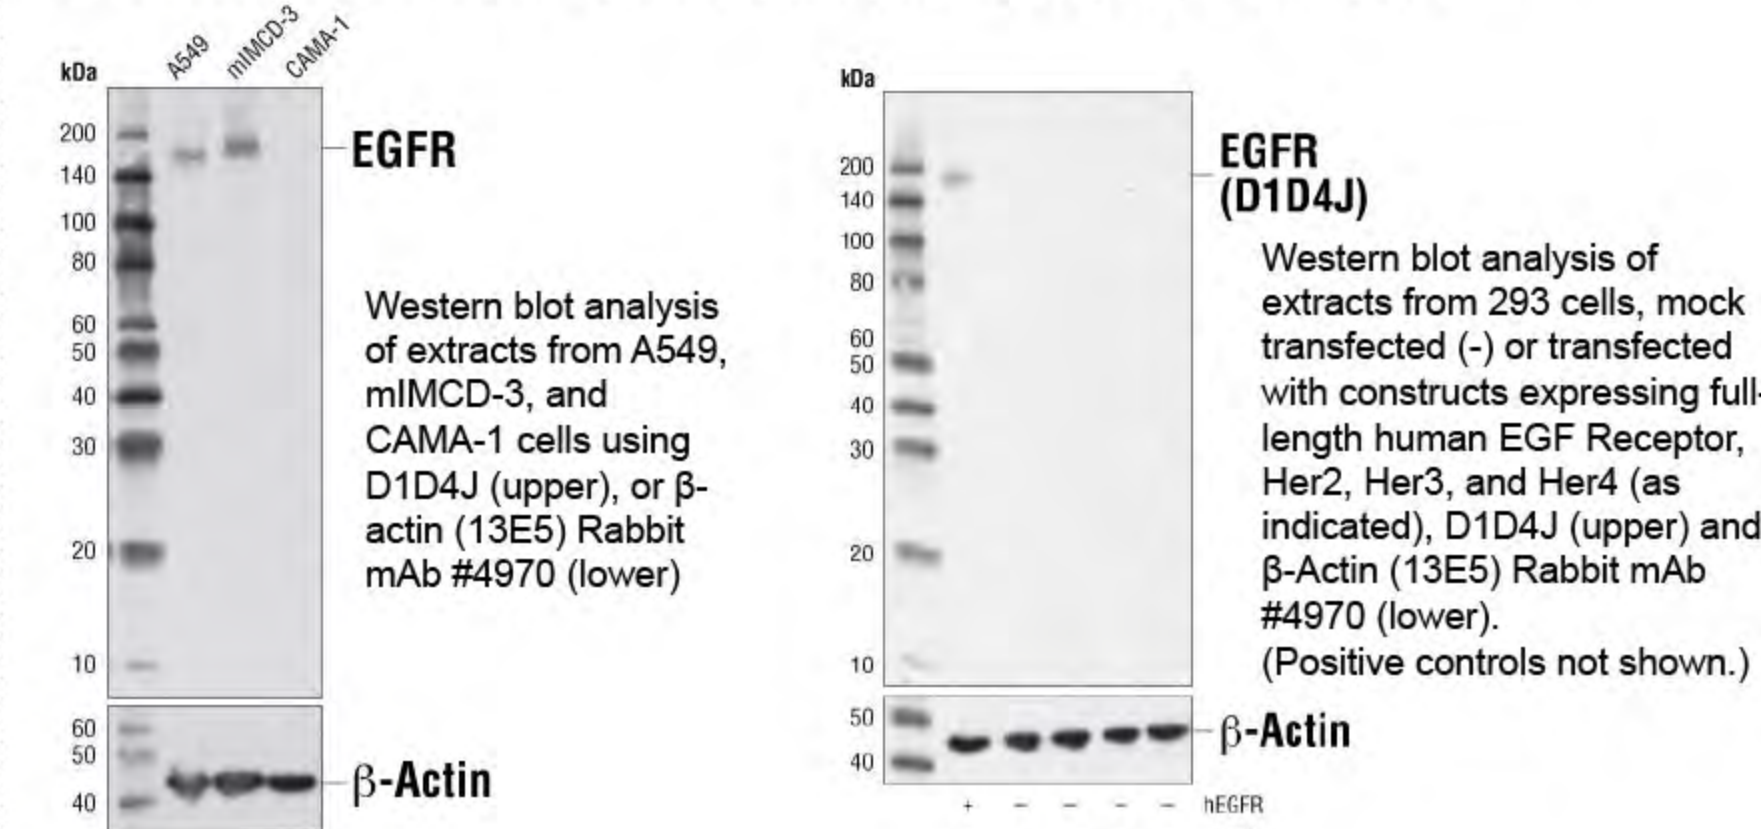 A549
mIMCD-3
CAMA-1
kDa
200
140
100
80
60
50
40
30
20
10
EGFR
Western blot analysis
of extracts from A549,
mIMCD-3, and
CAMA-1 cells using
D1D4J (upper), or β-
actin (13E5) Rabbit
mAb #4970 (lower)
60
50
40
β-Actin
kDa
200
140
100
80
60
50
40
30
20
10
EGFR
(D1D4J)
Western blot analysis of
extracts from 293 cells, mock
transfected (-) or transfected
with constructs expressing full-
length human EGF Receptor,
Her2, Her3, and Her4 (as
indicated), D1D4J (upper) and
β-Actin (13E5) Rabbit mAb
#4970 (lower).
(Positive controls not shown.)
50
40
β-Actin
+ − − − − hEGFR